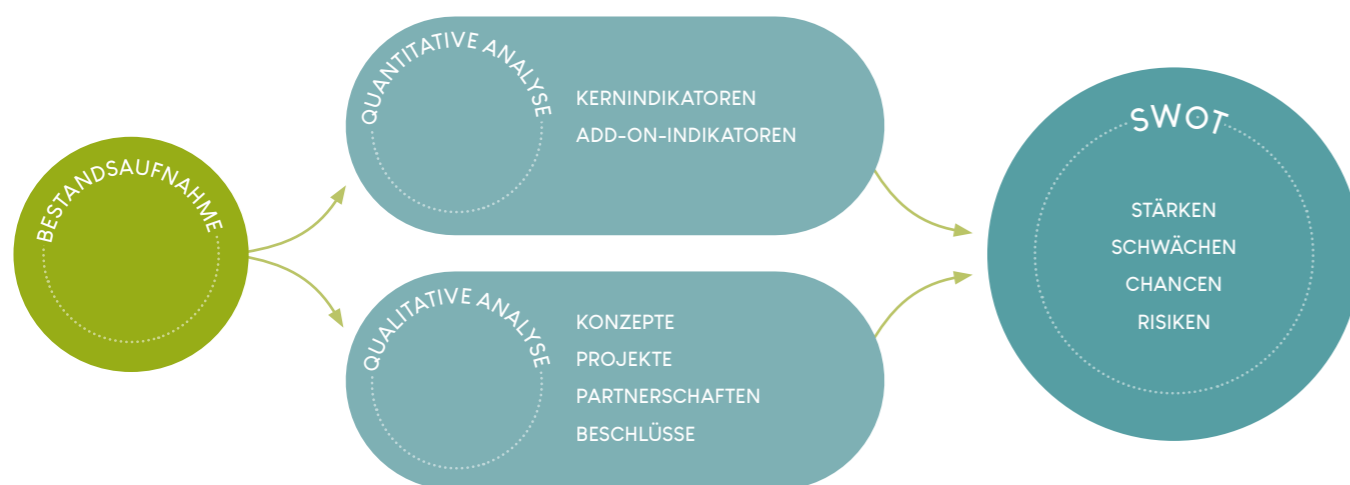 BESTANDSAUFNAHME
QUANTITATIVE ANALYSE
KERNINDIKATOREN
ADD-ON-INDIKATOREN
QUALITATIVE ANALYSE
KONZEPTE
PROJEKTE
PARTNERSCHAFTEN
BESCHLÜSSE
SWOT
STÄRKEN
SCHWÄCHEN
CHANCEN
RISIKEN